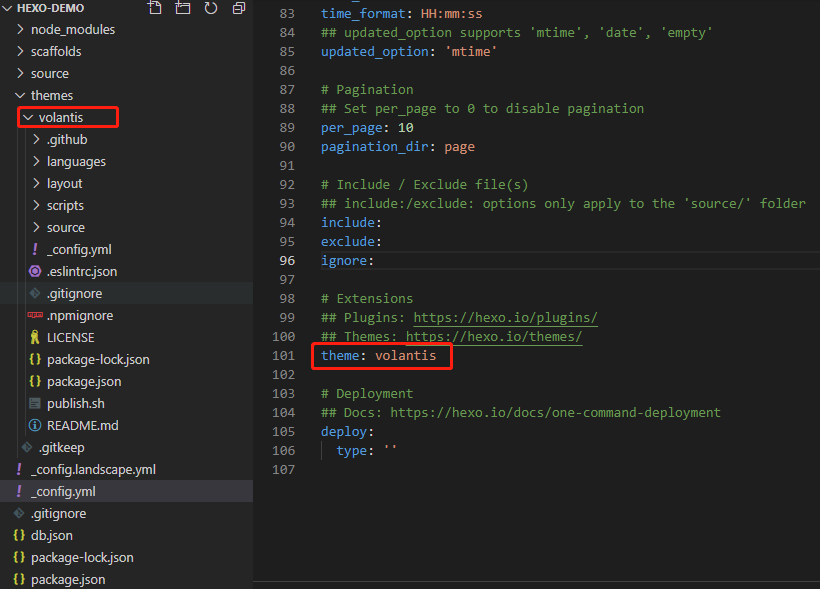 HEXO-DEMO
node_modules
scaffolds
source
themes
volantis
.github
languages
layout
scripts
source
! _config.yml
.eslintrc.json
.gitignore
.npmignore
LICENSE
{} package-lock.json
{} package.json
publish.sh
README.md
.gitkeep
! _config.landscape.yml
! _config.yml
.gitignore
{} db.json
{} package-lock.json
{} package.json
83 time_format: HH:mm:ss
84 ## updated_option supports 'mtime', 'date', 'empty'
85 updated_option: 'mtime'
86
87 # Pagination
88 ## Set per_page to 0 to disable pagination
89 per_page: 10
90 pagination_dir: page
91
92 # Include / Exclude file(s)
93 ## include:/exclude: options only apply to the 'source/' folder
94 include:
95 exclude:
96 ignore:
97
98 # Extensions
99 ## Plugins: https://hexo.io/plugins/
100 ## Themes: https://hexo.io/themes/
101 theme: volantis
102
103 # Deployment
104 ## Docs: https://hexo.io/docs/one-command-deployment
105 deploy:
106 type: ''
107